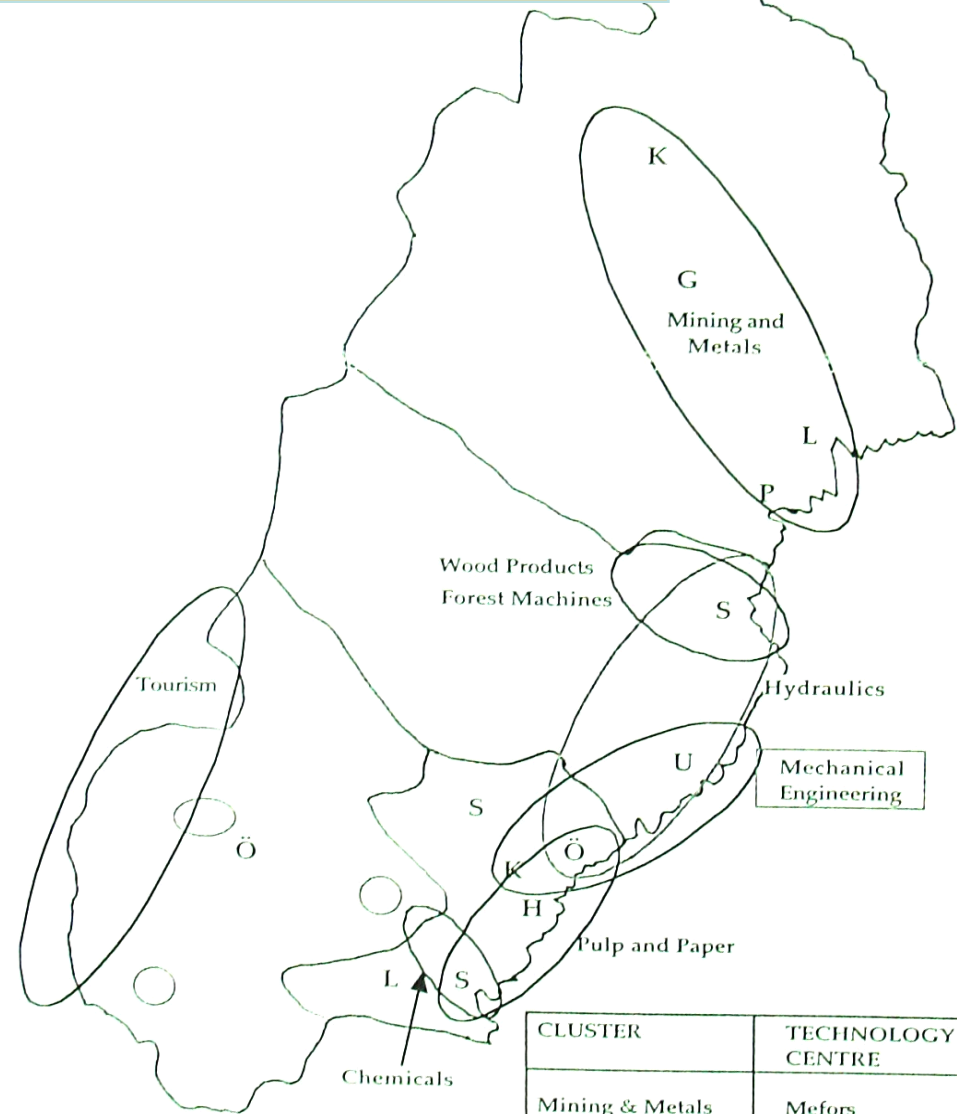 K
G
Mining and
Metals
L
P
Wood Products
Forest Machines
S
Tourism
Hydraulics
U
Mechanical
Engineering
S
Ö
Ö
K
H
Pulp and Paper
L
S
Chemicals
CLUSTER
TECHNOLOGY
CENTRE
Mining & Metals
Mefors